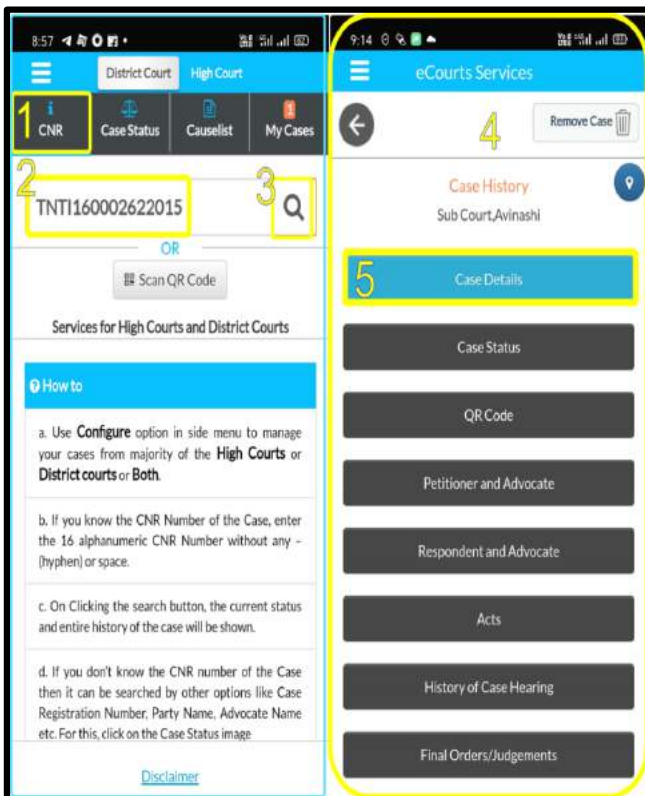 8:57
District Court High Court
1
CNR
Case Status
Causelist
1
My Cases
2
TNTI160002622015
3
OR
Scan QR Code
Services for High Courts and District Courts
How to
a. Use Configure option in side menu to manage
your cases from majority of the High Courts or
District courts or Both.
b. If you know the CNR Number of the Case, enter
the 16 alphanumeric CNR Number without any –
(hyphen) or space.
c. On Clicking the search button, the current status
and entire history of the case will be shown.
d. If you don't know the CNR number of the Case
then it can be searched by other options like Case
Registration Number, Party Name, Advocate Name
etc. For this, click on the Case Status image
Disclaimer
9:14
eCourts Services
4
Remove Case
Case History
Sub Court,Avinashi
5
Case Details
Case Status
QR Code
Petitioner and Advocate
Respondent and Advocate
Acts
History of Case Hearing
Final Orders/Judgements